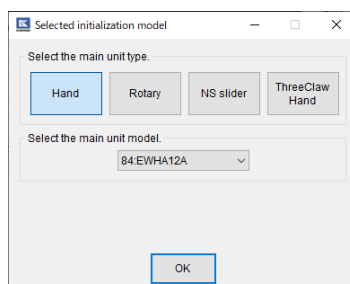 Selected initialization model
Select the main unit type.
Hand
Rotary
NS slider
ThreeClaw
Hand
Select the main unit model.
84:EWHA12A
OK